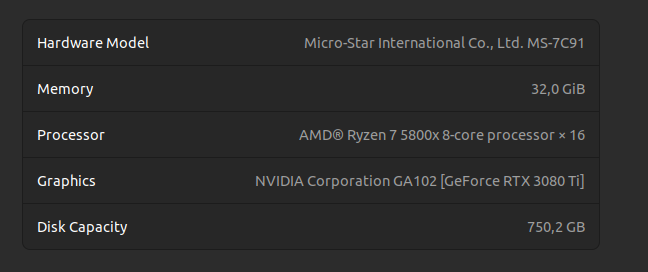 Hardware Model Micro-Star International Co., Ltd. MS-7C91
Memory 32,0 GiB
Processor AMD® Ryzen 7 5800x 8-core processor × 16
Graphics NVIDIA Corporation GA102 [GeForce RTX 3080 Ti]
Disk Capacity 750,2 GB